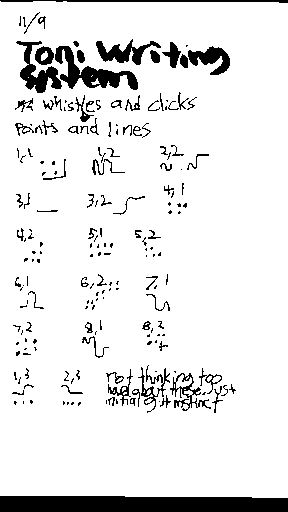 11/9
Toni Writing
System
whistles and clicks
Points and lines
1,1 1,2 2,2
3,1 3,2 4,1
4,2 5,1 5,2
6,1 6,2 7,1
7,2 8,1 8,2
1,3 2,3 not thinking too
hard about these, just
initial gut instinct